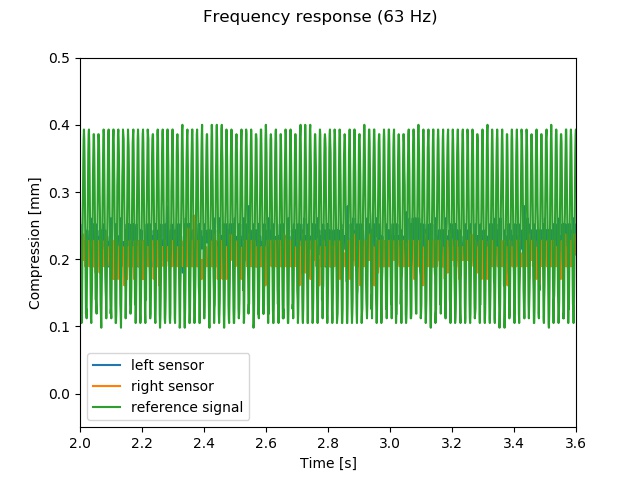 Frequency response (63 Hz)
0.5
0.4
0.3
0.2
0.1
0.0
Compression [mm]
left sensor
right sensor
reference signal
2.0 2.2 2.4 2.6 2.8 3.0 3.2 3.4 3.6
Time [s]